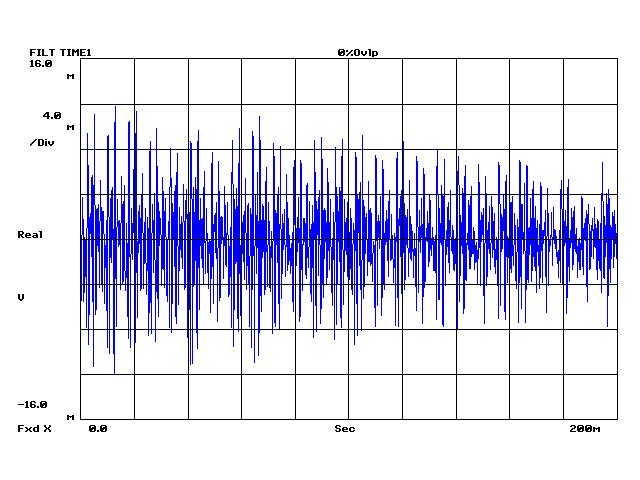 FILT TIME1 0%Ovlp
16.0
M
4.0
M
/Div
Real
V
-16.0
M
Fxd X 0.0 Sec 200m